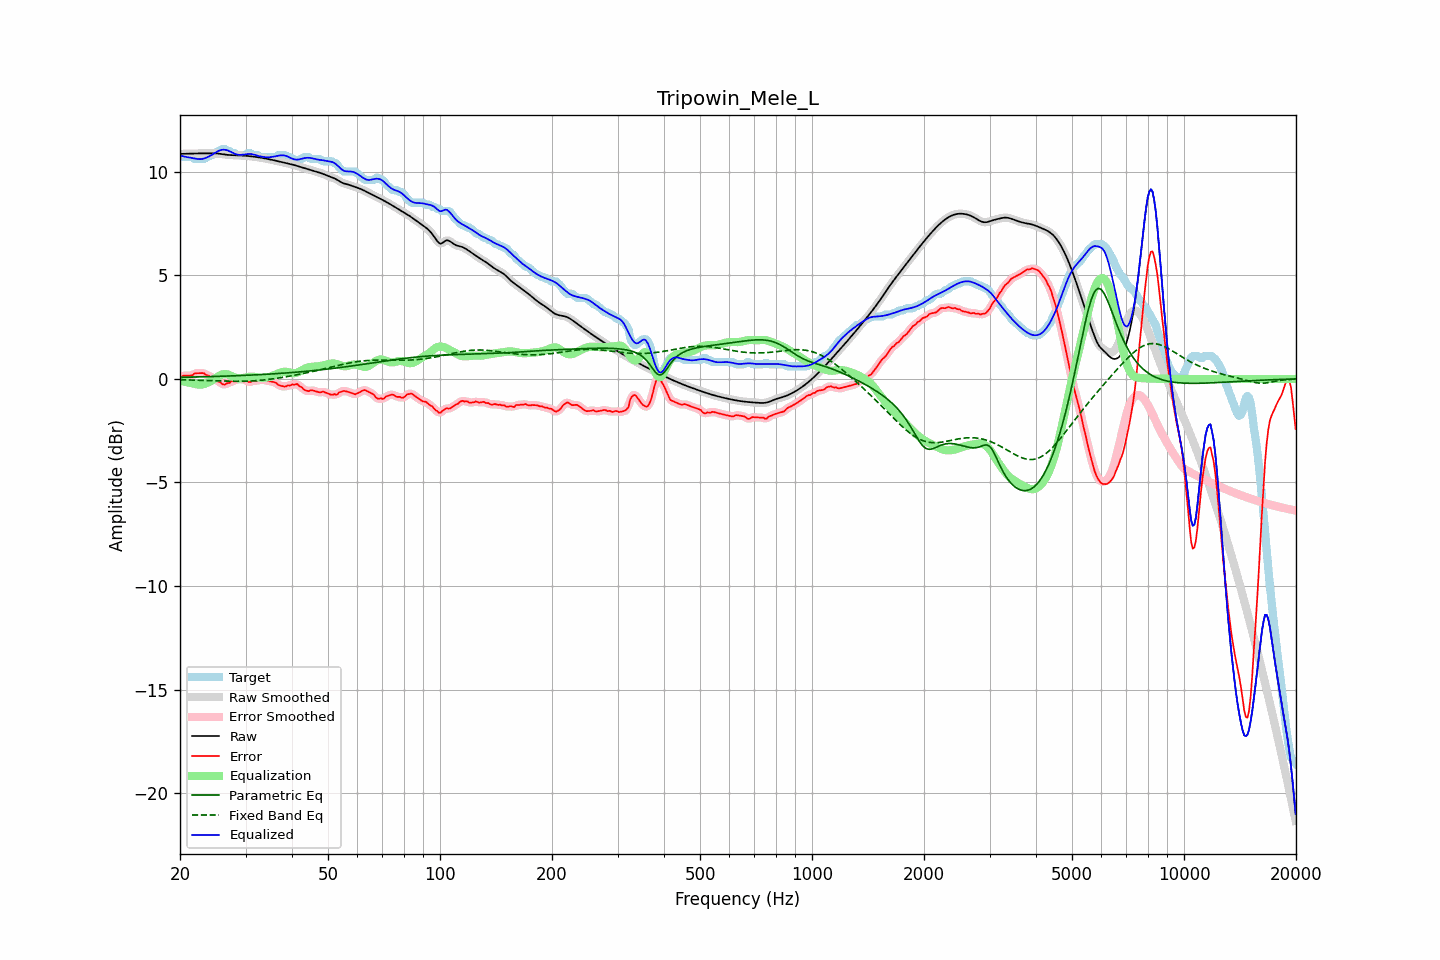 Tripowin_Mele_L
Amplitude (dBr)
10
5
0
−5
−10
−15
−20
Target
Raw Smoothed
Error Smoothed
Raw
Error
Equalization
Parametric Eq
Fixed Band Eq
Equalized
20
50
100
200
500
1000
2000
5000
10000
20000
Frequency (Hz)